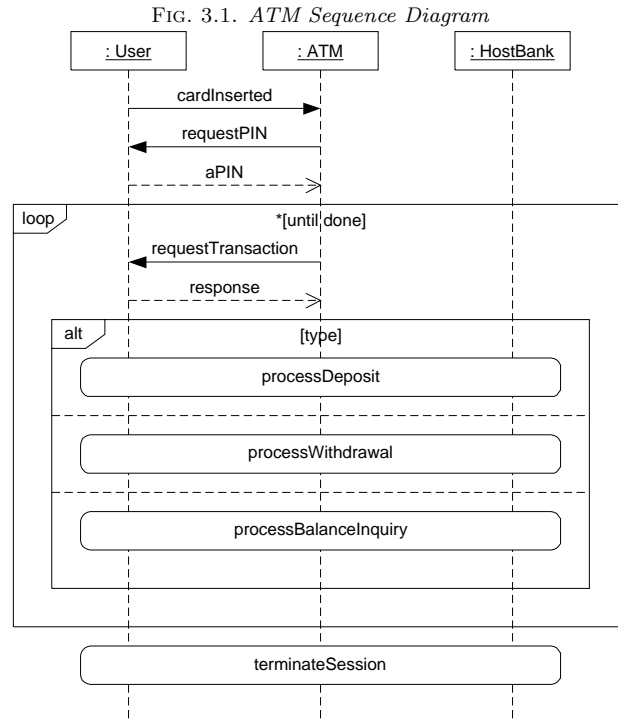 FIG. 3.1. ATM Sequence Diagram
: User : ATM : HostBank
cardInserted
requestPIN
aPIN
loop *[until done]
requestTransaction
response
alt [type]
processDeposit
processWithdrawal
processBalanceInquiry
terminateSession